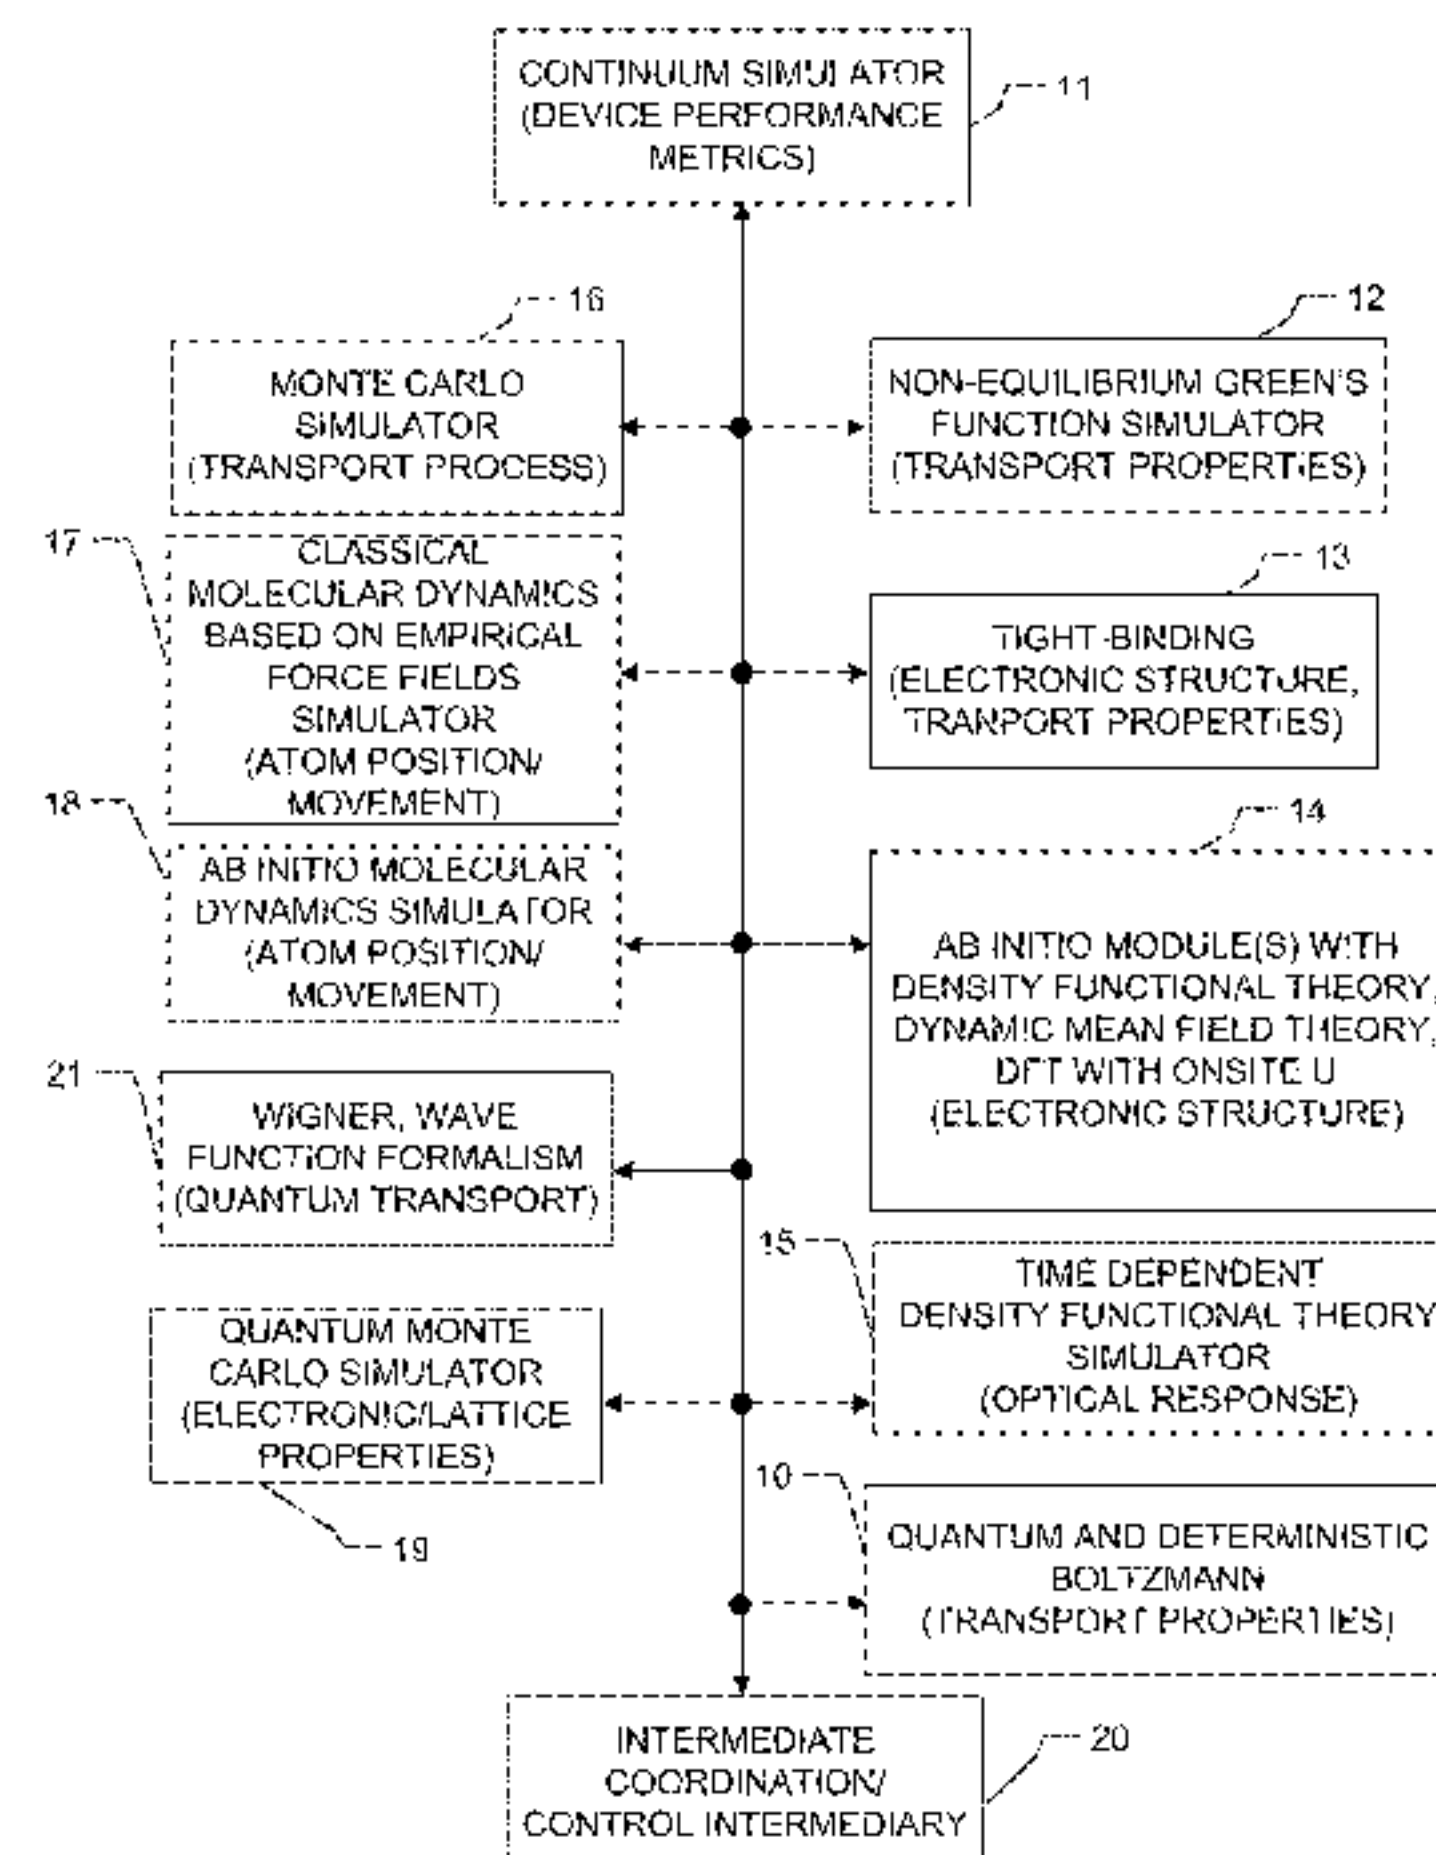 CONTINUUM SIMULATOR
(DEVICE PERFORMANCE
METRICS)
11
16
MONTE CARLO
SIMULATOR
(TRANSPORT PROCESS)
12
NON-EQUILIBRIUM GREEN'S
FUNCTION SIMULATOR
(TRANSPORT PROPERTIES)
17
CLASSICAL
MOLECULAR DYNAMICS
BASED ON EMPIRICAL
FORCE FIELDS
SIMULATOR
(ATOM POSITION/
MOVEMENT)
13
TIGHT-BINDING
(ELECTRONIC STRUCTURE,
TRANPORT PROPERTIES)
18
AB INITIO MOLECULAR
DYNAMICS SIMULATOR
(ATOM POSITION/
MOVEMENT)
14
AB INITIO MODULE(S) WITH
DENSITY FUNCTIONAL THEORY,
DYNAMIC MEAN FIELD THEORY,
DFT WITH ONSITE U
(ELECTRONIC STRUCTURE)
21
WIGNER, WAVE
FUNCTION FORMALISM
(QUANTUM TRANSPORT)
15
TIME DEPENDENT
DENSITY FUNCTIONAL THEORY
SIMULATOR
(OPTICAL RESPONSE)
QUANTUM MONTE
CARLO SIMULATOR
(ELECTRONIC/LATTICE
PROPERTIES)
19
10
QUANTUM AND DETERMINISTIC
BOLTZMANN
(TRANSPORT PROPERTIES)
INTERMEDIATE
COORDINATION/
CONTROL INTERMEDIARY
20